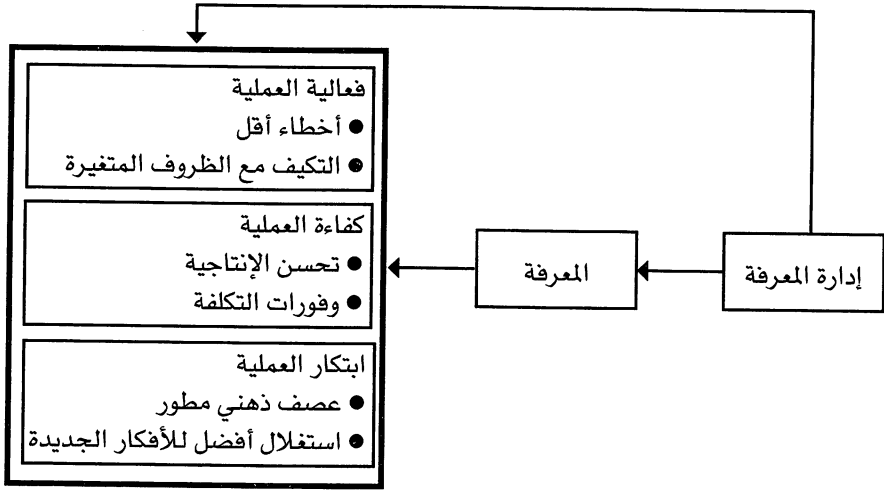 فعالية العملية
● أخطاء أقل
● التكيف مع الظروف المتغيرة
كفاءة العملية
● تحسن الإنتاجية
● وفورات التكلفة
ابتكار العملية
● عصف ذهني مطور
● استغلال أفضل للأفكار الجديدة
المعرفة
إدارة المعرفة